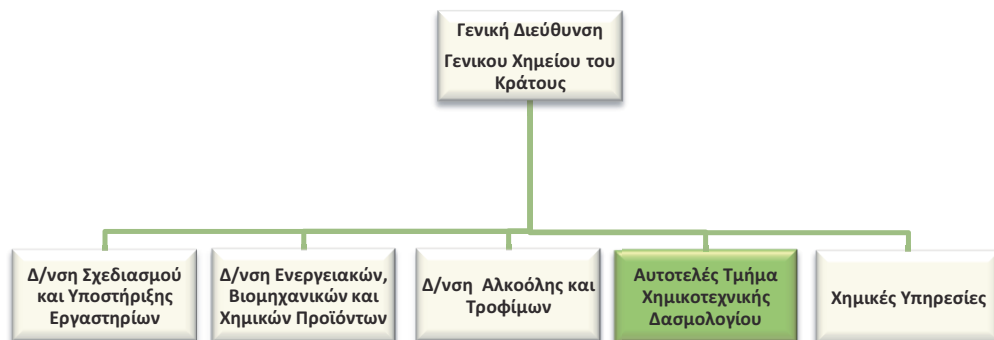 Γενική Διεύθυνση
Γενικου Χημείου του
Κράτους
Δ/νση Σχεδιασμού
και Υποστήριξης
Εργαστηρίων
Δ/νση Ενεργειακών,
Βιομηχανικών και
Χημικών Προϊόντων
Δ/νση Αλκοόλης και
Τροφίμων
Αυτοτελές Τμήμα
Χημικοτεχνικής
Δασμολογίου
Χημικές Υπηρεσίες